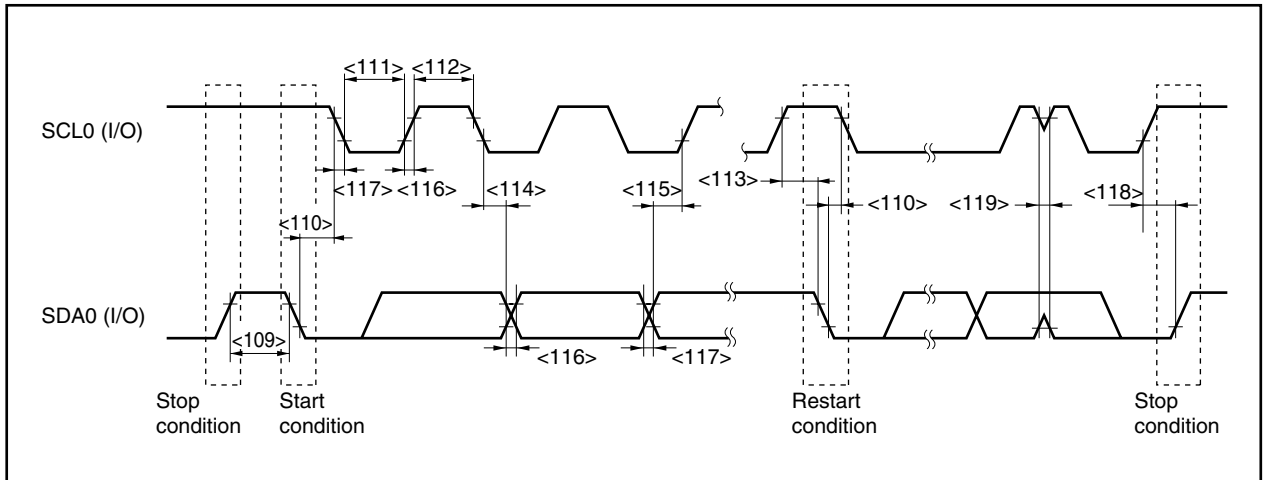 <111>
<112>
SCL0 (I/O)
<117>
<116>
<114>
<115>
<113>
<110>
<110>
<119>
<118>
SDA0 (I/O)
<109>
<116>
<117>
Stop
condition
Start
condition
Restart
condition
Stop
condition